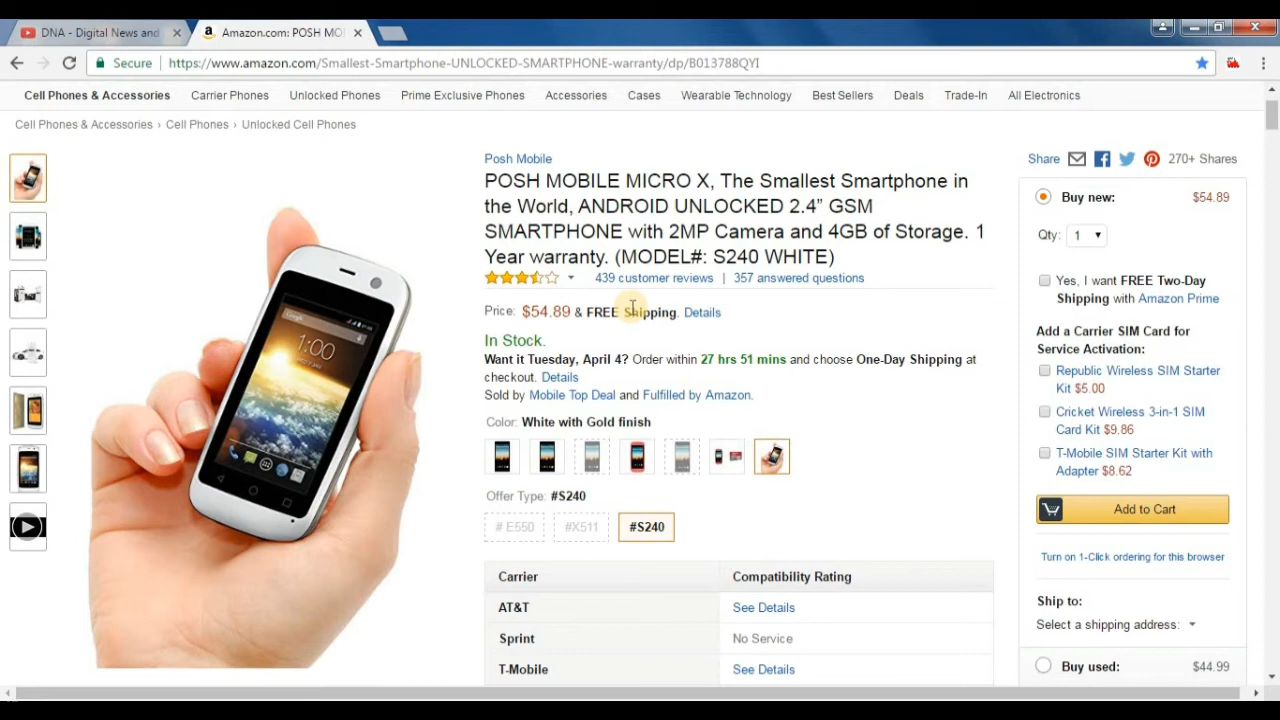 DNA - Digital News and
Amazon.com: POSH MO
Secure
https://www.amazon.com/Smallest-Smartphone-UNLOCKED-SMARTPHONE-warranty/dp/B013788QYI
Cell Phones & Accessories Carrier Phones Unlocked Cell Phones Prime Exclusive Phones Accessories Cases Wearable Technology Best Sellers Deals Trade-In All Electronics
Cell Phones & Accessories › Cell Phones › Unlocked Cell Phones
Posh Mobile
POSH MOBILE MICRO X, The Smallest Smartphone in
the World, ANDROID UNLOCKED 2.4” GSM
SMARTPHONE with 2MP Camera and 4GB of Storage. 1
Year warranty. (MODEL#: S240 WHITE)
439 customer reviews | 357 answered questions
Price: $54.89 & FREE Shipping. Details
In Stock.
Want it Tuesday, April 4? Order within 27 hrs 51 mins and choose One-Day Shipping at
checkout. Details
Sold by Mobile Top Deal and Fulfilled by Amazon.
Color: White with Gold finish
Offer Type: #S240
# E550 #X511 #S240
Carrier Compatibility Rating
AT&T See Details
Sprint No Service
T-Mobile See Details
Share 270+ Shares
Buy new: $54.89
Qty: 1
Yes, I want FREE Two-Day
Shipping with Amazon Prime
Add a Carrier SIM Card for
Service Activation:
Republic Wireless SIM Starter
Kit $5.00
Cricket Wireless 3-in-1 SIM
Card Kit $9.86
T-Mobile SIM Starter Kit with
Adapter $8.62
Add to Cart
Turn on 1-Click ordering for this browser
Ship to:
Select a shipping address:
Buy used: $44.99
Google
1:00